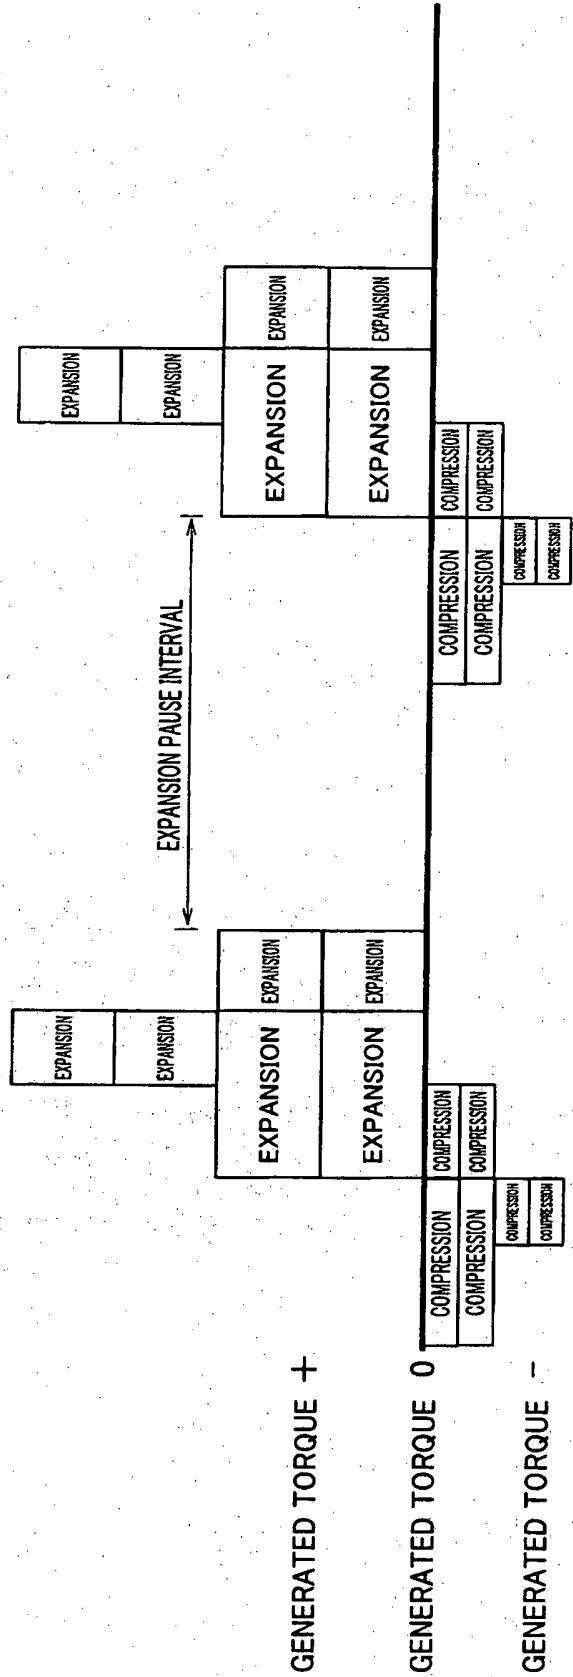 EXPANSION
EXPANSION
EXPANSION
EXPANSION PAUSE INTERVAL
EXPANSION
EXPANSION
EXPANSION
EXPANSION
EXPANSION
GENERATED TORQUE +
EXPANSION
EXPANSION
EXPANSION
EXPANSION
GENERATED TORQUE 0
COMPRESSION
COMPRESSION
COMPRESSION
COMPRESSION
COMPRESSION
COMPRESSION
COMPRESSION
COMPRESSION
COMPRESSION
COMPRESSION
GENERATED TORQUE -
COMPRESSION
COMPRESSION